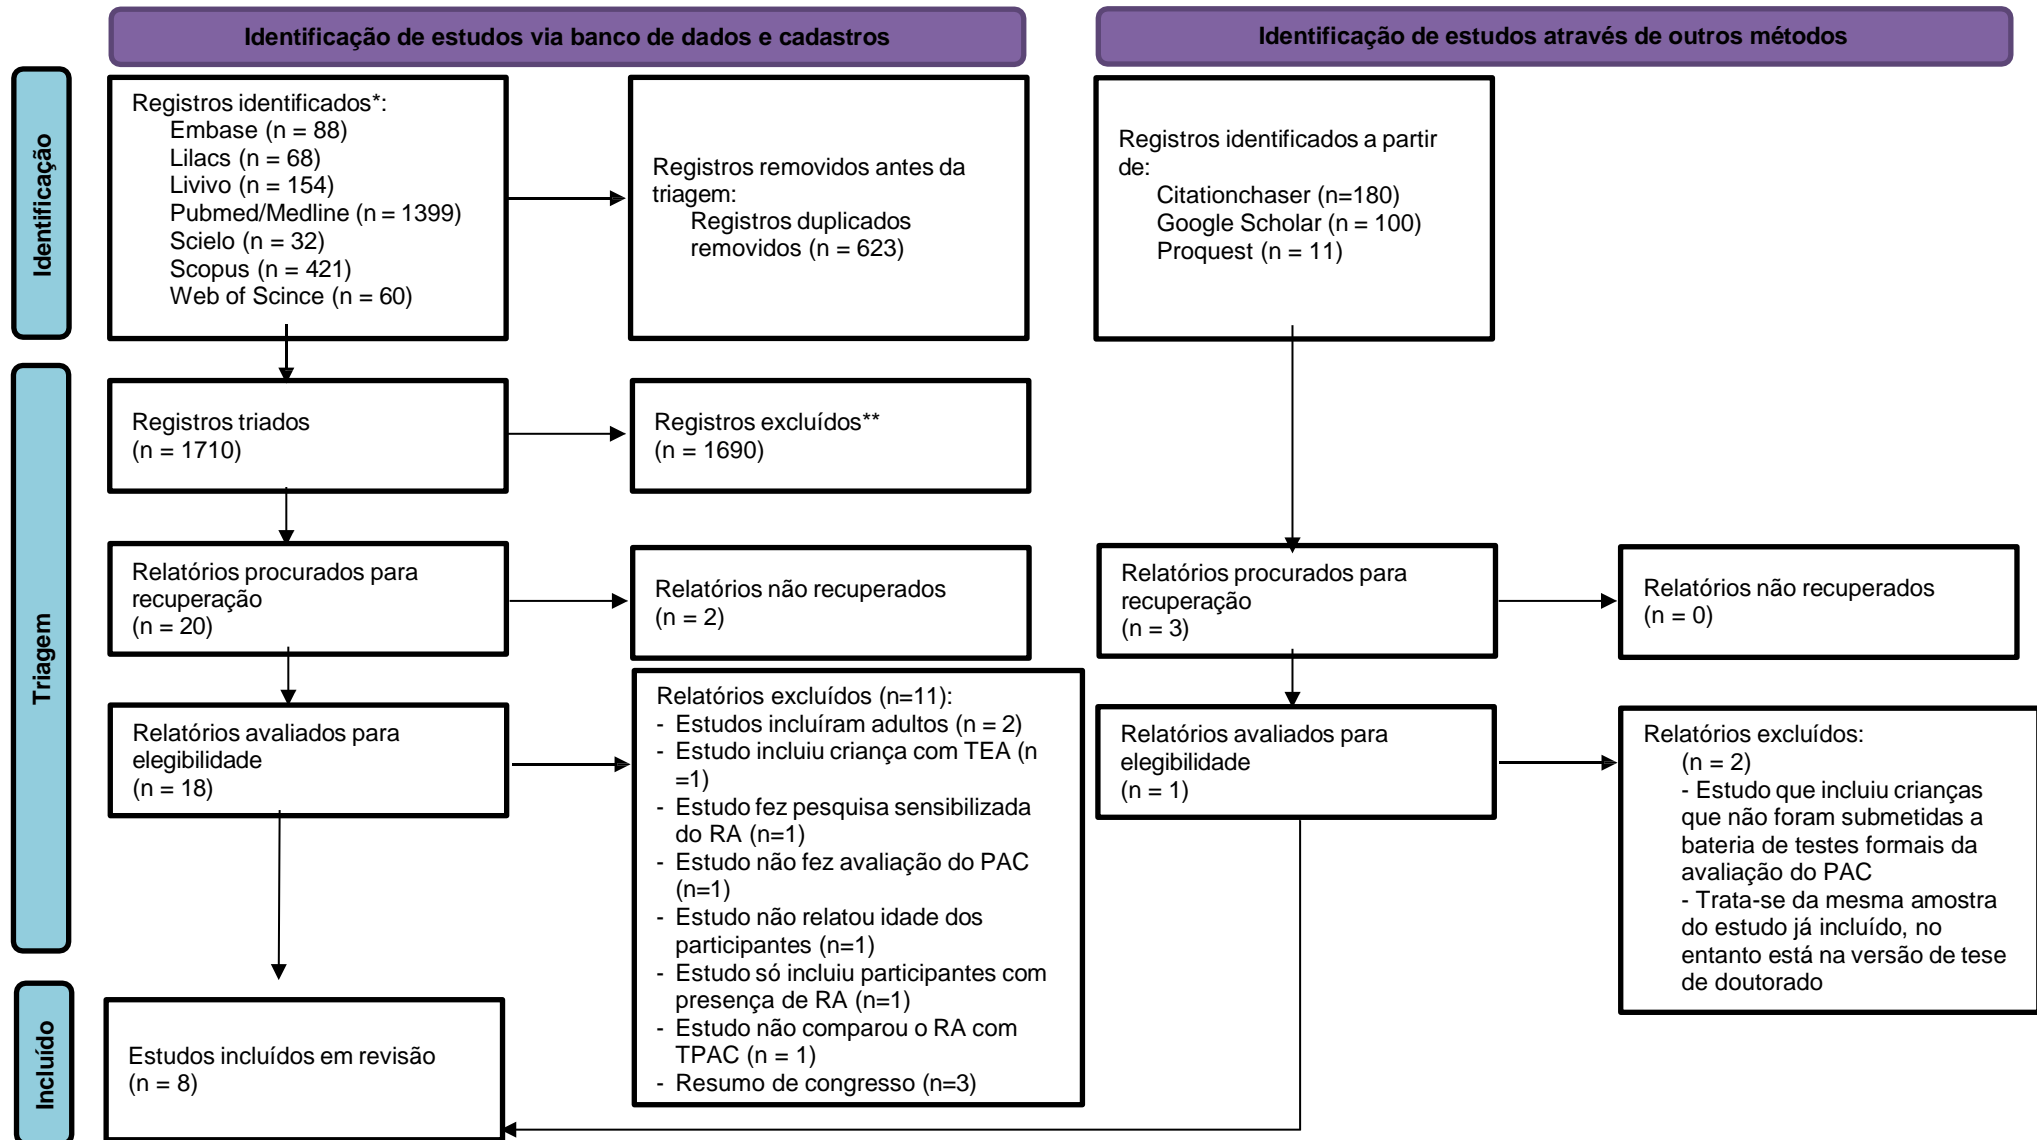 Identificação de estudos via banco de dados e cadastros
Identificação de estudos através de outros métodos
Identificação
Registros identificados*:
Embase (n = 88)
Lilacs (n = 68)
Livivo (n = 154)
Pubmed/Medline (n = 1399)
Scielo (n = 32)
Scopus (n = 421)
Web of Scince (n = 60)
Registros removidos antes da
triagem:
Registros duplicados
removidos (n = 623)
Registros identificados a partir
de:
Citationchaser (n=180)
Google Scholar (n = 100)
Proquest (n = 11)
Triagem
Registros triados
(n = 1710)
Registros excluídos**
(n = 1690)
Relatórios procurados para
recuperação
(n = 20)
Relatórios não recuperados
(n = 2)
Relatórios procurados para
recuperação
(n = 3)
Relatórios não recuperados
(n = 0)
Relatórios avaliados para
elegibilidade
(n = 18)
Relatórios excluídos (n=11):
- Estudos incluíram adultos (n = 2)
- Estudo incluiu criança com TEA (n
=1)
- Estudo fez pesquisa sensibilizada
do RA (n=1)
- Estudo não fez avaliação do PAC
(n=1)
- Estudo não relatou idade dos
participantes (n=1)
- Estudo só incluiu participantes com
presença de RA (n=1)
- Estudo não comparou o RA com
TPAC (n = 1)
- Resumo de congresso (n=3)
Relatórios avaliados para
elegibilidade
(n = 1)
Relatórios excluídos:
(n = 2)
- Estudo que incluiu crianças
que não foram submetidas a
bateria de testes formais da
avaliação do PAC
- Trata-se da mesma amostra
do estudo já incluído, no
entanto está na versão de tese
de doutorado
Incluído
Estudos incluídos em revisão
(n = 8)